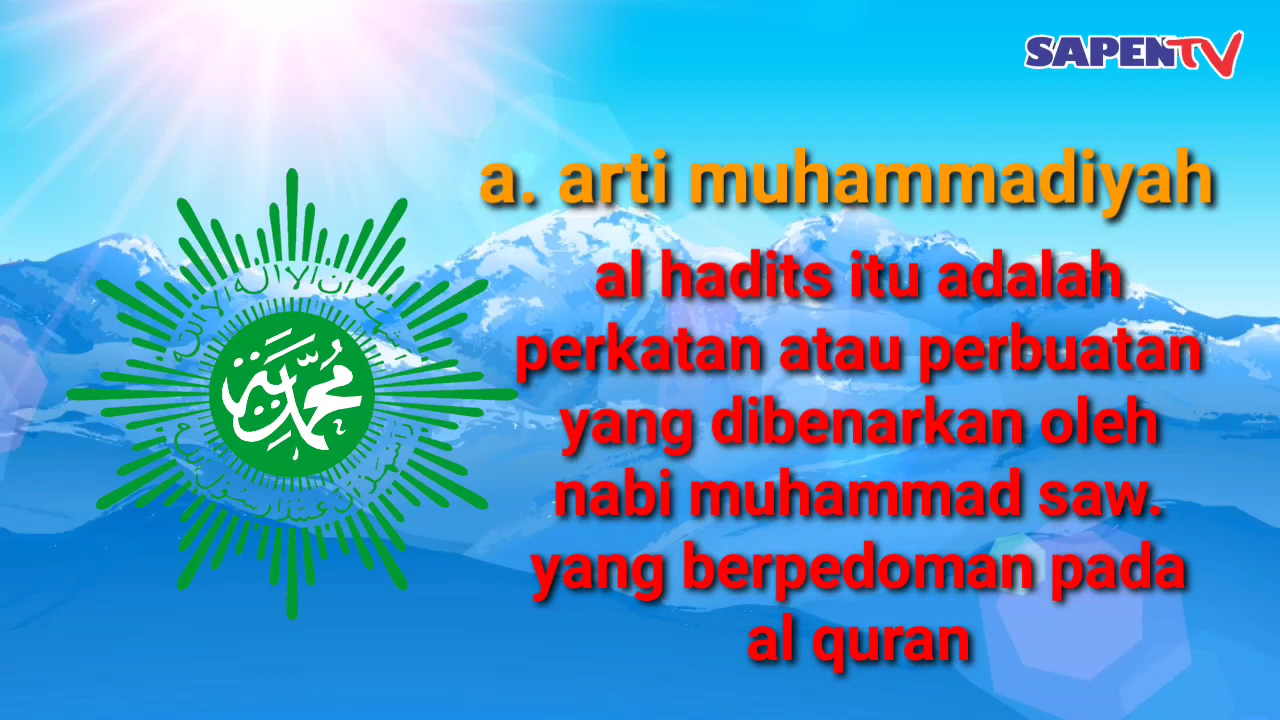 SAPENTV
a. arti muhammadiyah
al hadits itu adalah
perkatan atau perbuatan
yang dibenarkan oleh
nabi muhammad saw.
yang berpedoman pada
al quran
محمدية